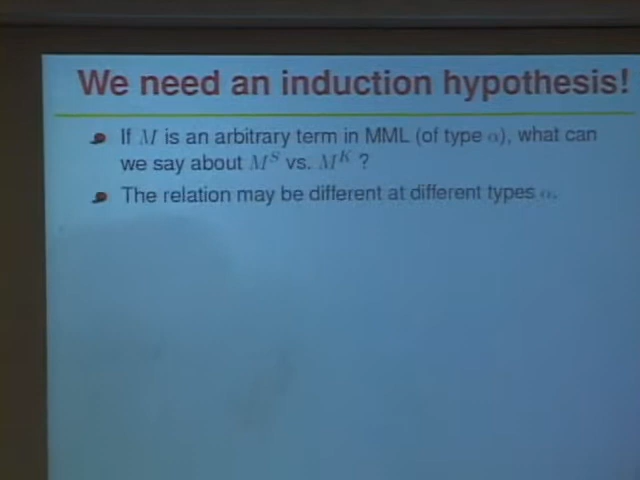 We need an induction hypothesis!
If M is an arbitrary term in MML (of type α), what can
we say about M^S vs. M^K ?
The relation may be different at different types α.